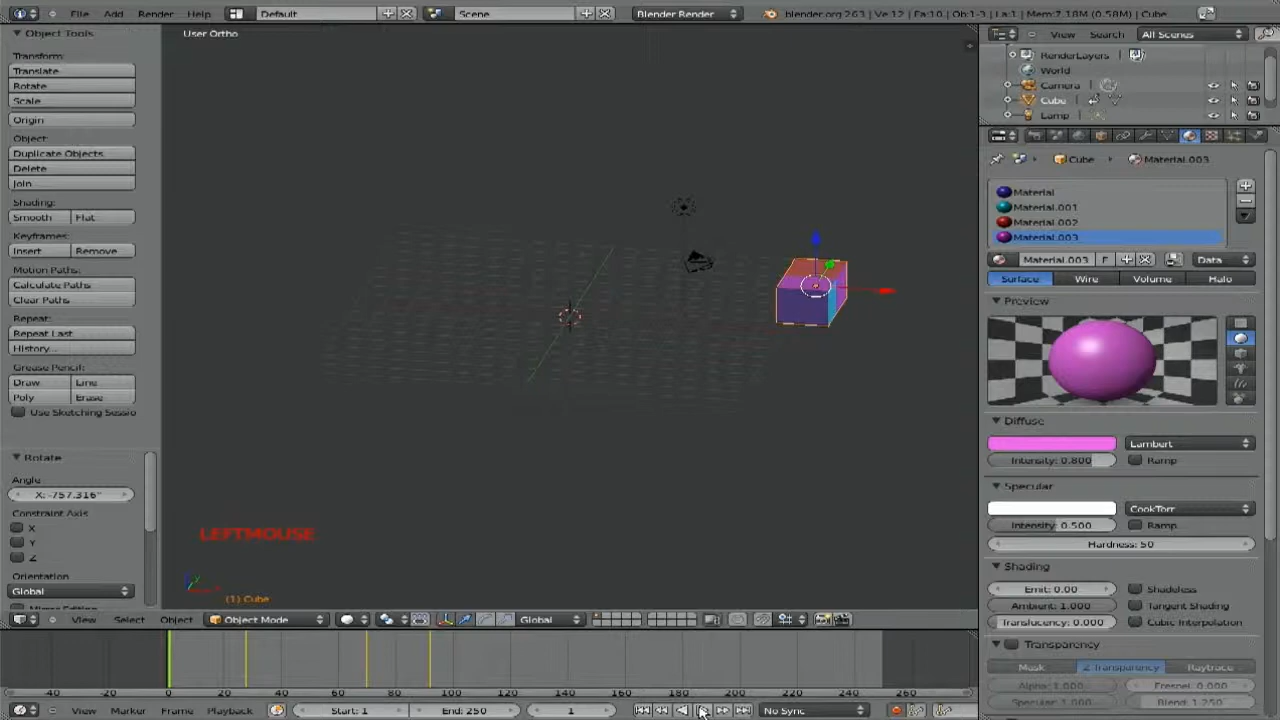 File Add Render Help Default Scene Blender Render blender.org 263 | Ve:12 | Fa:10 | Ob:1-3 | La:1 | Mem:7.18M (0.58M) | Cube
Object Tools
User Ortho
View Search All Scenes
RenderLayers
World
Camera
Cube
Lamp
Transform:
Translate
Rotate
Scale
Origin
Object:
Duplicate Objects
Delete
Join
Shading:
Smooth Flat
Keyframes:
Insert Remove
Motion Paths:
Calculate Paths
Clear Paths
Repeat:
Repeat Last
History...
Grease Pencil:
Draw Line
Poly Erase
Use Sketching Sessio
Rotate
Angle
X: -757.316°
Constraint Axis
X
Y
Z
Orientation
Global
LEFTMOUSE
(1) Cube
Cube Material.003
Material
Material.001
Material.002
Material.003
Material.003 F Data
Surface Wire Volume Halo
Preview
Diffuse
Lambert
Intensity: 0.800 Ramp
Specular
CookTorr
Intensity: 0.500 Ramp
Hardness: 50
Shading
Emit: 0.00 Shadeless
Ambient: 1.000 Tangent Shading
Translucency: 0.000 Cubic Interpolation
Transparency
Mask Z Transparency Raytrace
Alpha: 1.000 Fresnel: 0.000
Specular: 1.000 Blend: 1.250
View Select Object Object Mode Global
-40 -20 0 20 40 60 80 100 120 140 160 180 200 220 240 260
View Marker Frame Playback Start: 1 End: 250 1 No Sync